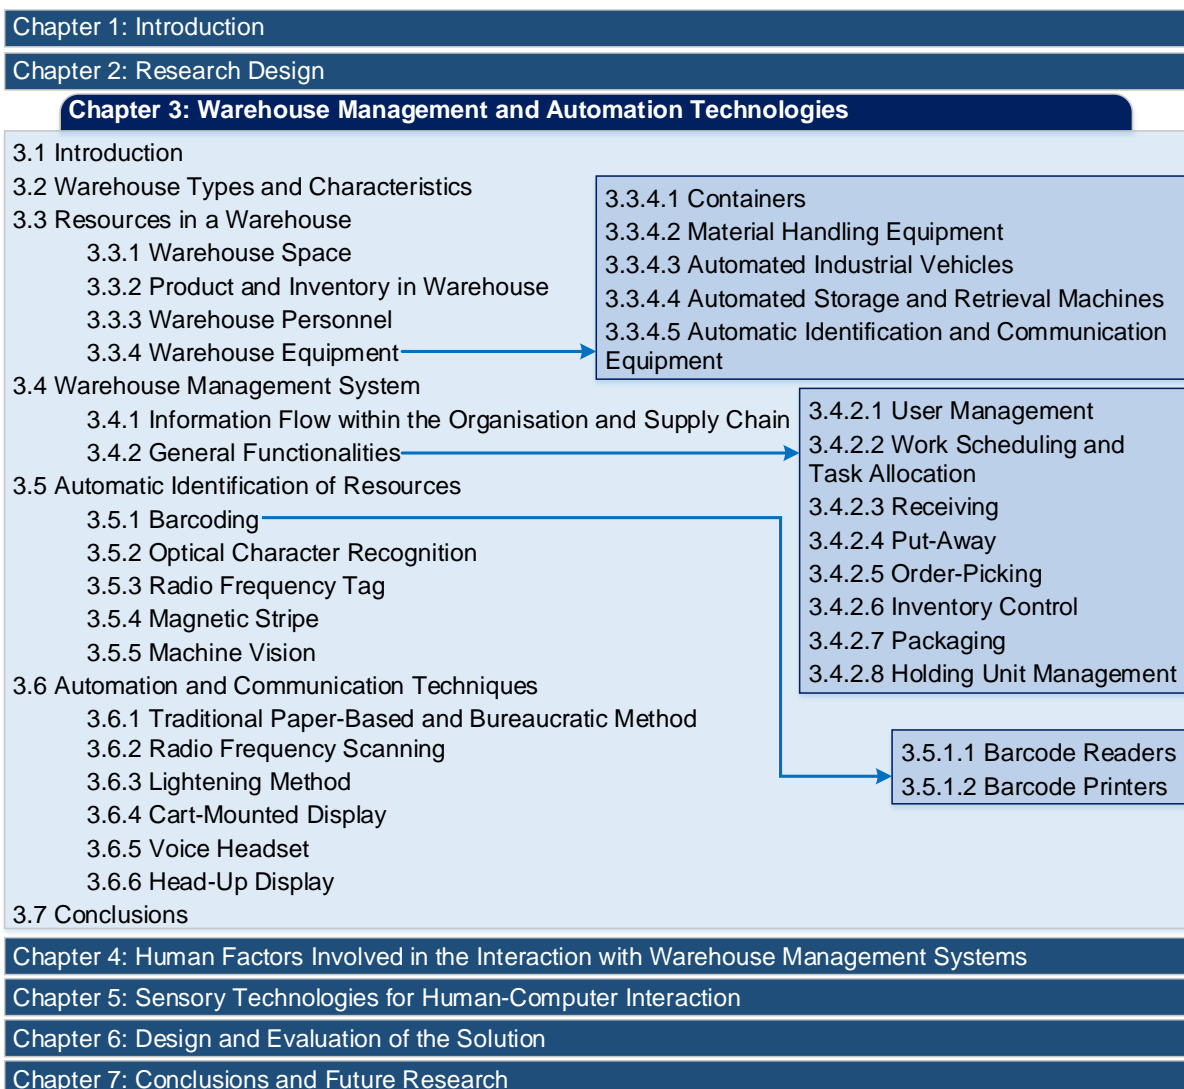 Chapter 1: Introduction
Chapter 2: Research Design
Chapter 3: Warehouse Management and Automation Technologies
3.1 Introduction
3.2 Warehouse Types and Characteristics
3.3 Resources in a Warehouse
3.3.1 Warehouse Space
3.3.2 Product and Inventory in Warehouse
3.3.3 Warehouse Personnel
3.3.4 Warehouse Equipment
3.3.4.1 Containers
3.3.4.2 Material Handling Equipment
3.3.4.3 Automated Industrial Vehicles
3.3.4.4 Automated Storage and Retrieval Machines
3.3.4.5 Automatic Identification and Communication
Equipment
3.4 Warehouse Management System
3.4.1 Information Flow within the Organisation and Supply Chain
3.4.2 General Functionalities
3.4.2.1 User Management
3.4.2.2 Work Scheduling and
Task Allocation
3.4.2.3 Receiving
3.4.2.4 Put-Away
3.4.2.5 Order-Picking
3.4.2.6 Inventory Control
3.4.2.7 Packaging
3.4.2.8 Holding Unit Management
3.5 Automatic Identification of Resources
3.5.1 Barcoding
3.5.1.1 Barcode Readers
3.5.1.2 Barcode Printers
3.5.2 Optical Character Recognition
3.5.3 Radio Frequency Tag
3.5.4 Magnetic Stripe
3.5.5 Machine Vision
3.6 Automation and Communication Techniques
3.6.1 Traditional Paper-Based and Bureaucratic Method
3.6.2 Radio Frequency Scanning
3.6.3 Lightening Method
3.6.4 Cart-Mounted Display
3.6.5 Voice Headset
3.6.6 Head-Up Display
3.7 Conclusions
Chapter 4: Human Factors Involved in the Interaction with Warehouse Management Systems
Chapter 5: Sensory Technologies for Human-Computer Interaction
Chapter 6: Design and Evaluation of the Solution
Chapter 7: Conclusions and Future Research